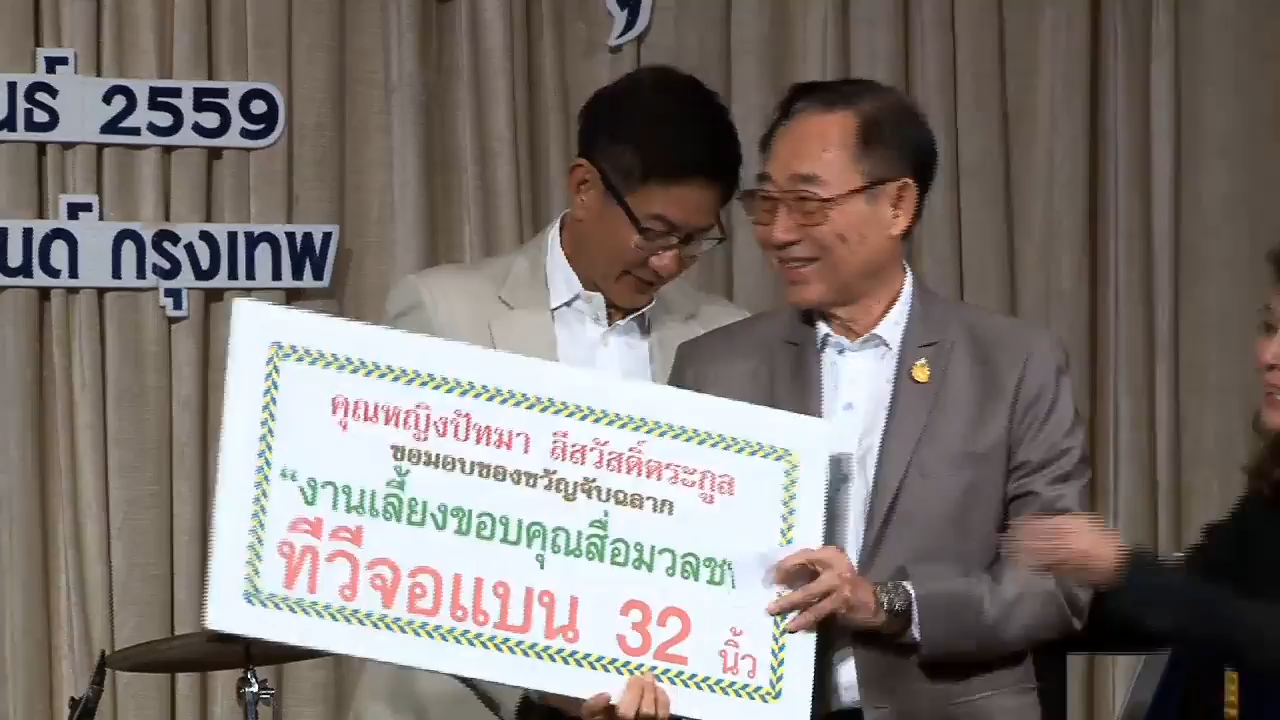 นธ์ 2559
นด์ กรุงเทพ
คุณหญิงปัทมา ลีสวัสดิ์ตระกูล
ขอมอบของขวัญจับฉลาก
"งานเลี้ยงขอบคุณสื่อมวลช
ทีวีจอแบน 32 นิ้ว